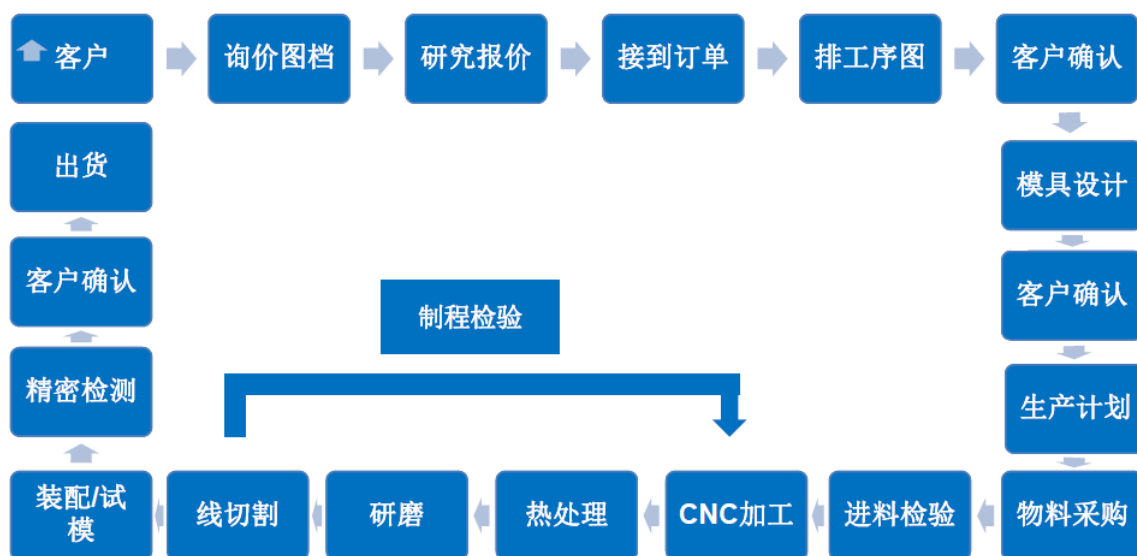 客户
询价图档
研究报价
接到订单
排工序图
客户确认
出货
模具设计
客户确认
客户确认
制程检验
精密检测
生产计划
装配/试
模
线切割
研磨
热处理
CNC加工
进料检验
物料采购